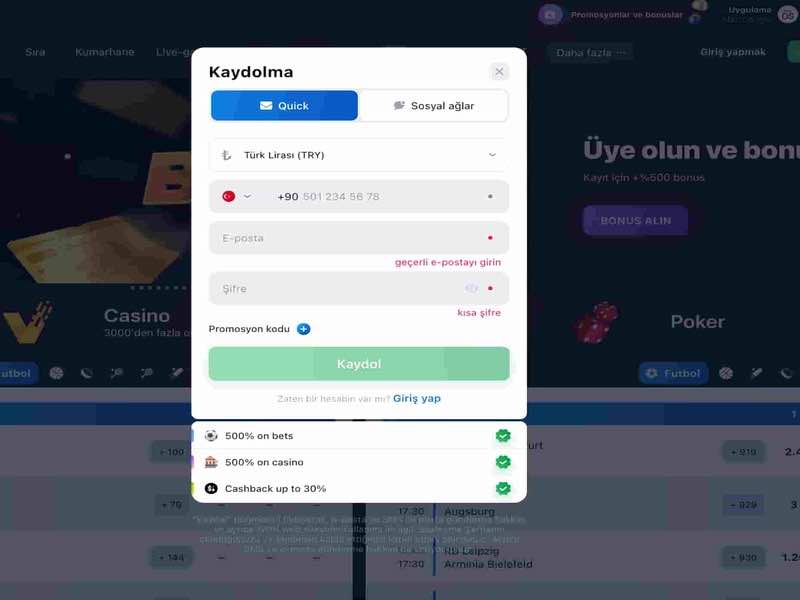 Promosyonlar ve bonuslar
Uygulama
Sıra
Kumarhane
Daha fazla ···
Giriş yapmak
Kaydolma
Quick
Sosyal ağlar
Türk Lirası (TRY)
+90 501 234 56 78
E-posta
geçerli e-postayı girin
Şifre
kısa şifre
Promosyon kodu
Kaydol
Zaten bir hesabın var mı? Giriş yap
500% on bets
500% on casino
Cashback up to 30%
Üye olun ve bonu
Kayıt için +%500 bonus
BONUS ALIN
Casino
3000'den fazla o
Poker
utbol
Futbol
1
+ 100
+ 919
2.4
+ 79
17:30
Augsburg
+ 929
3
+ 144
RB Leipzig
17:30
Arminia Bielefeld
+ 930
1.2